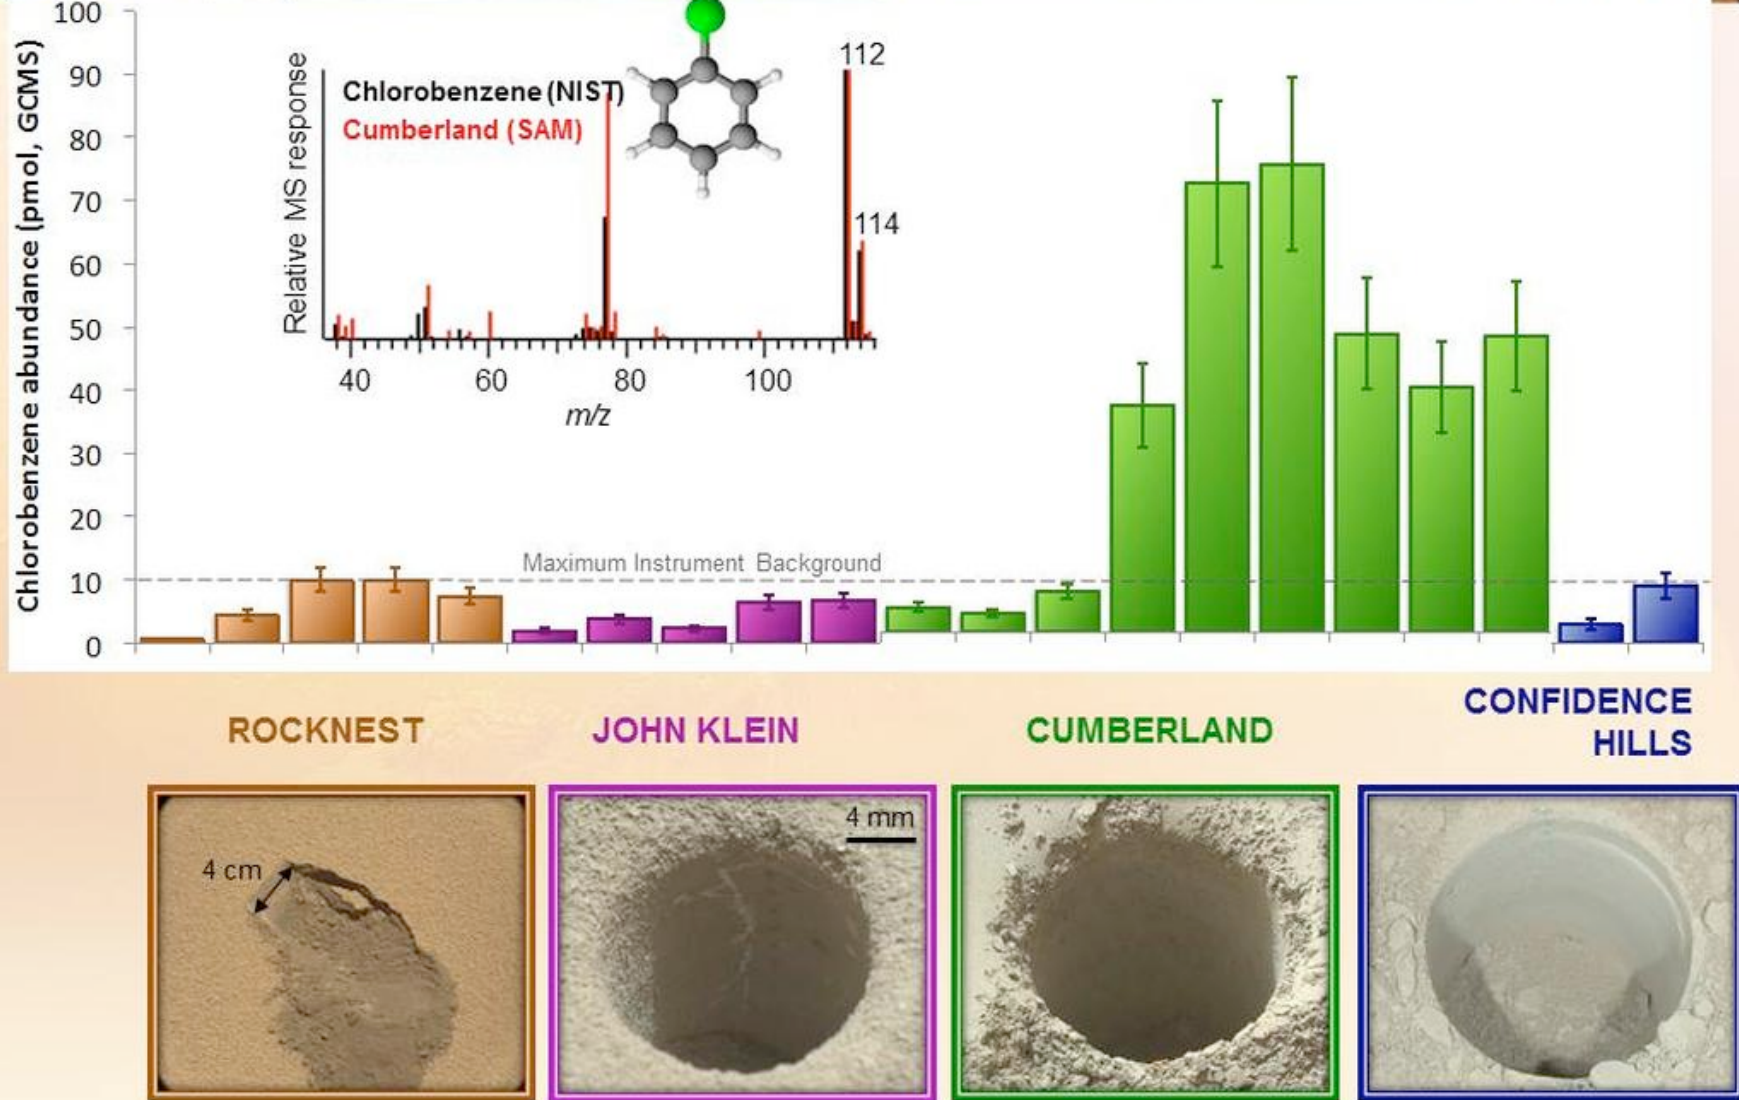 Chlorobenzene abundance (pmol, GCMS)
100
90
80
70
60
50
40
30
20
10
0
Relative MS response
Chlorobenzene (NIST)
Cumberland (SAM)
112
114
40 60 80 100
m/z
Maximum Instrument Background
ROCKNEST
JOHN KLEIN
CUMBERLAND
CONFIDENCE
HILLS
4 cm
4 mm